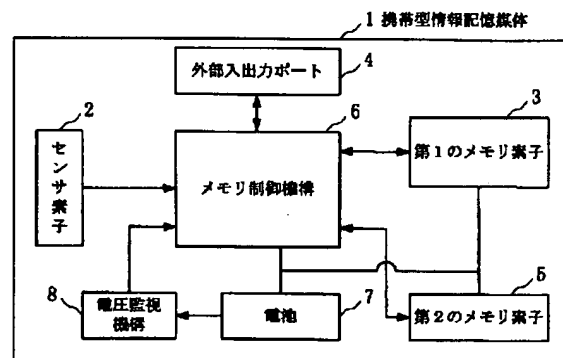 1 携帯型情報記憶媒体
外部入出力ポート
4
2
6
3
センサ素子
メモリ制御機構
第1のメモリ素子
8
電圧監視
機構
電池
7
5
第2のメモリ素子